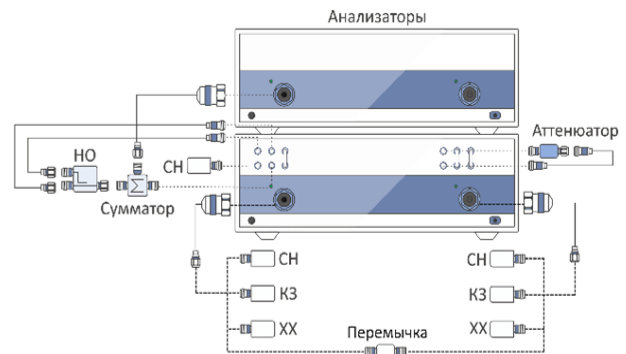 Анализаторы
Аттенюатор
НО
СН
Сумматор
Σ
СН
СН
КЗ
КЗ
ХХ
ХХ
Перемычка